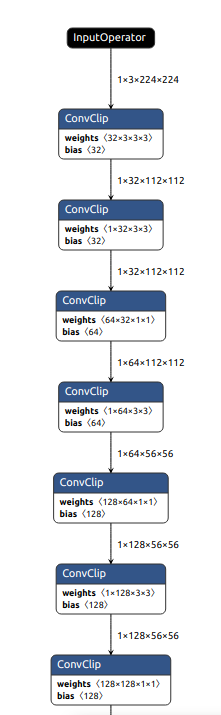 InputOperator
1×3×224×224
ConvClip
weights 〈32×3×3×3〉
bias 〈32〉
1×32×112×112
ConvClip
weights 〈1×32×3×3〉
bias 〈32〉
1×32×112×112
ConvClip
weights 〈64×32×1×1〉
bias 〈64〉
1×64×112×112
ConvClip
weights 〈1×64×3×3〉
bias 〈64〉
1×64×56×56
ConvClip
weights 〈128×64×1×1〉
bias 〈128〉
1×128×56×56
ConvClip
weights 〈1×128×3×3〉
bias 〈128〉
1×128×56×56
ConvClip
weights 〈128×128×1×1〉
bias 〈128〉